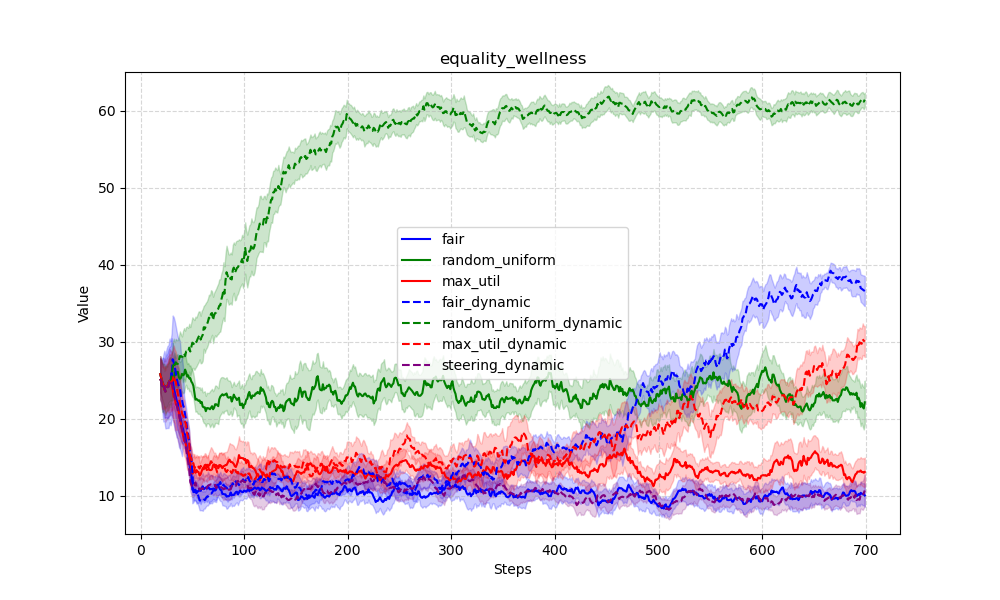 equality_wellness
Value
60
50
40
30
20
10
fair
random_uniform
max_util
fair_dynamic
random_uniform_dynamic
max_util_dynamic
steering_dynamic
0 100 200 300 400 500 600 700
Steps